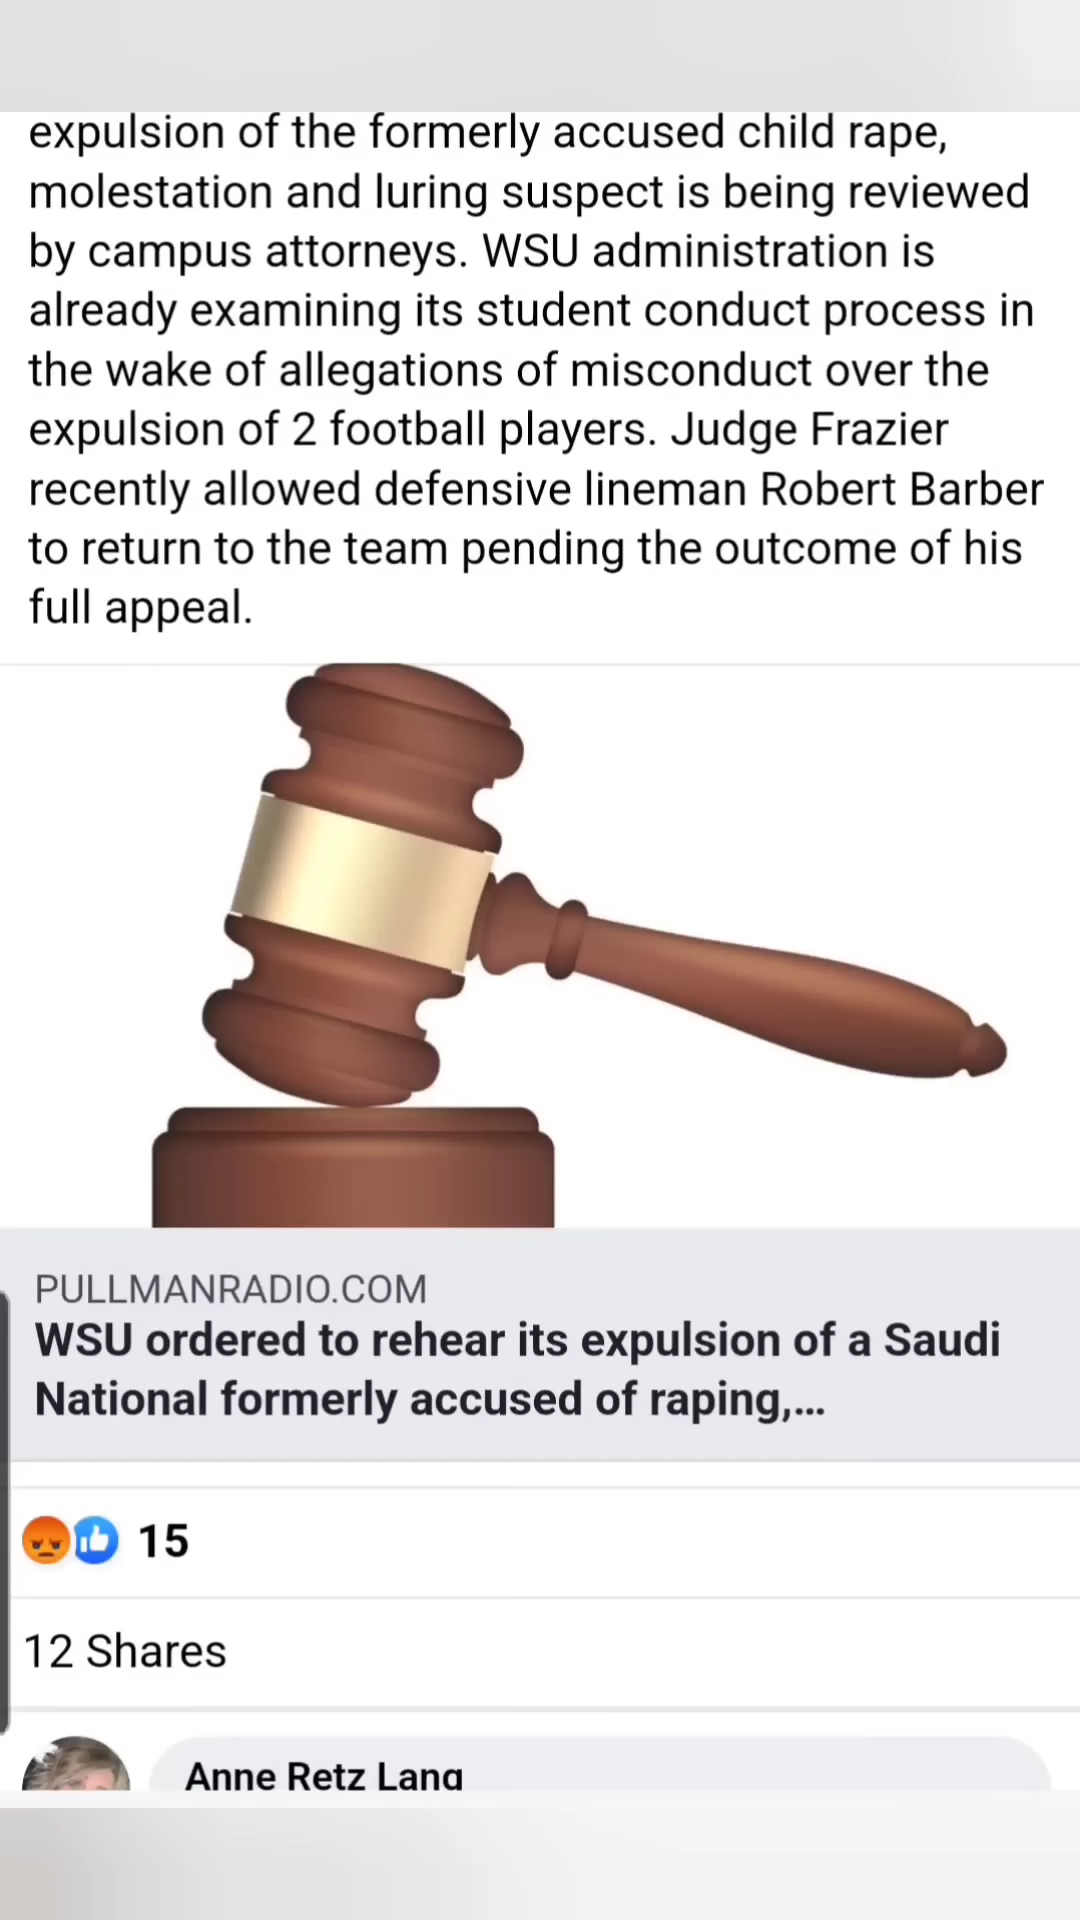 expulsion of the formerly accused child rape,
molestation and luring suspect is being reviewed
by campus attorneys. WSU administration is
already examining its student conduct process in
the wake of allegations of misconduct over the
expulsion of 2 football players. Judge Frazier
recently allowed defensive lineman Robert Barber
to return to the team pending the outcome of his
full appeal.
PULLMANRADIO.COM
WSU ordered to rehear its expulsion of a Saudi
National formerly accused of raping,...
15
12 Shares
Anne Retz Lang